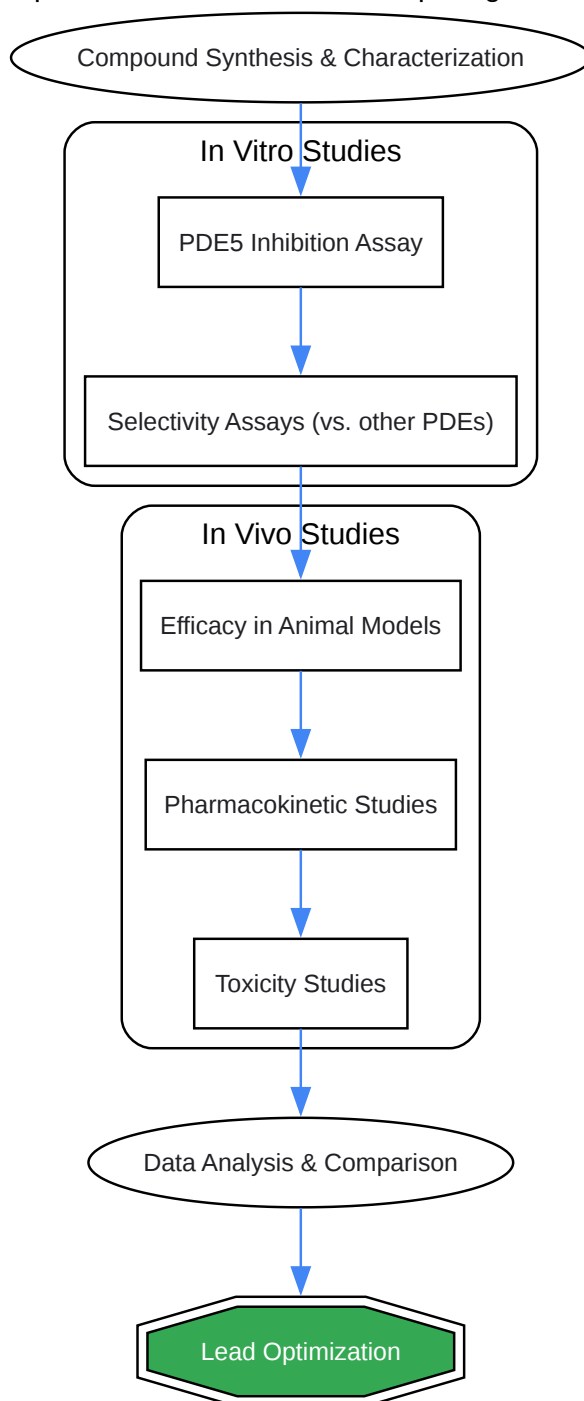 Compound Synthesis & Characterization
In Vitro Studies
PDE5 Inhibition Assay
Selectivity Assays (vs. other PDEs)
In Vivo Studies
Efficacy in Animal Models
Pharmacokinetic Studies
Toxicity Studies
Data Analysis & Comparison
Lead Optimization